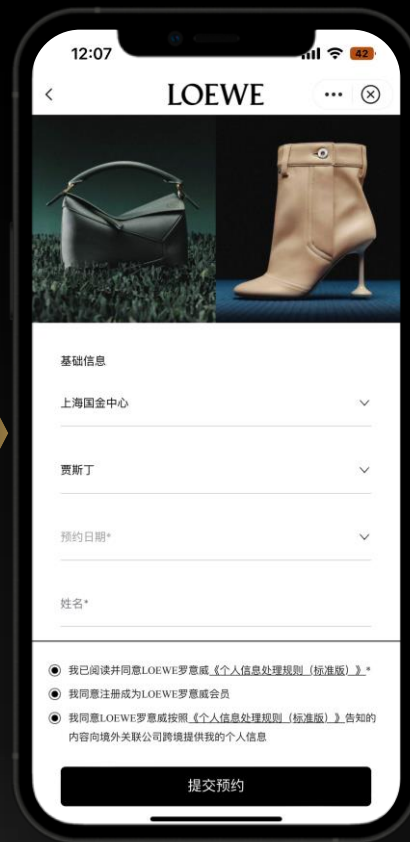 12:07
42
LOEWE
基础信息
上海国金中心
贾斯丁
预约日期*
姓名*
我已阅读并同意LOEWE罗意威《个人信息处理规则（标准版）》*
我同意注册成为LOEWE罗意威会员
我同意LOEWE罗意威按照《个人信息处理规则（标准版）》告知的
内容向境外关联公司跨境提供我的个人信息
提交预约